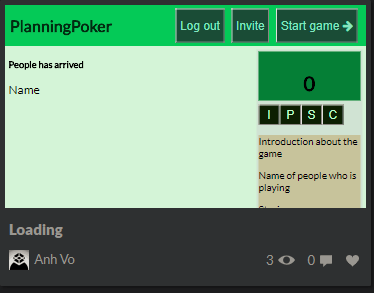 PlanningPoker
Log out
Invite
Start game
People has arrived
Name
0
I P S C
Introduction about the
game
Name of people who is
playing
Loading
Anh Vo
3
0